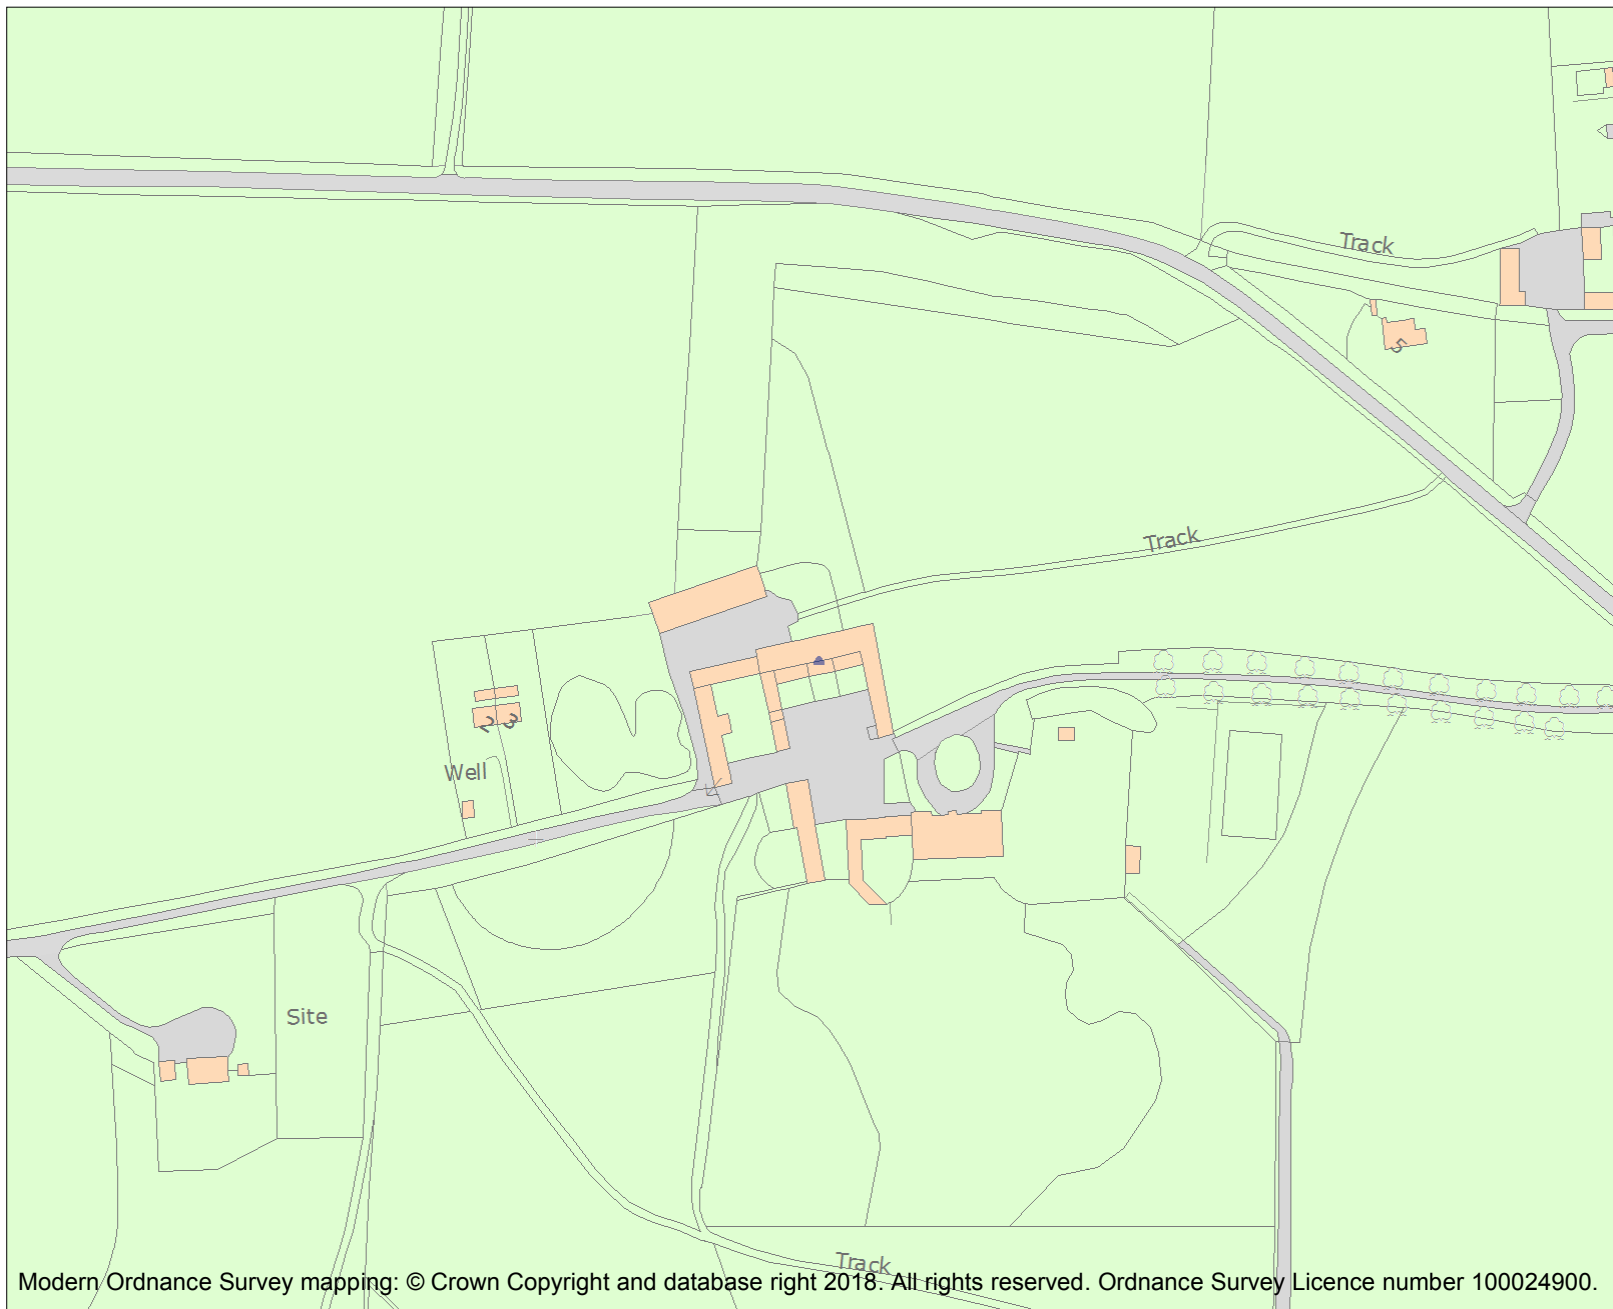 Track
5
Track
2 3
Well
Site
Track
Modern Ordnance Survey mapping: © Crown Copyright and database right 2018. All rights reserved. Ordnance Survey Licence number 100024900.